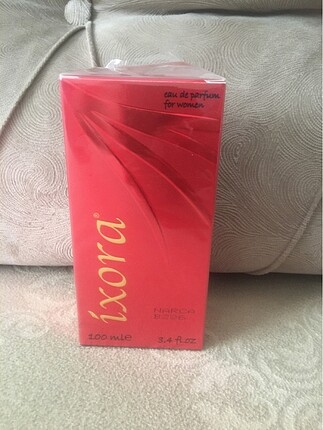 eau de parfum
for women
ixora®
100 ml℮
3.4 fl.oz